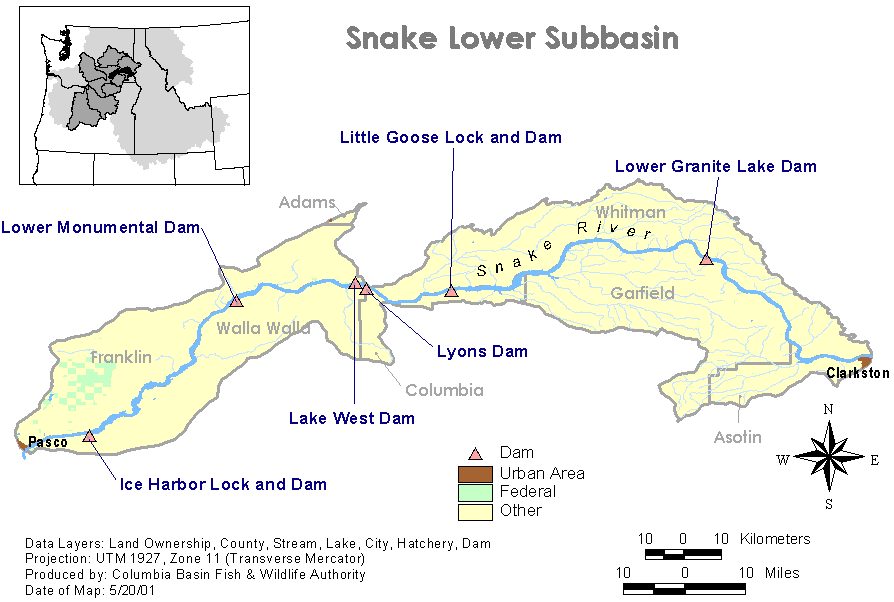 Snake Lower Subbasin
Little Goose Lock and Dam
Lower Granite Lake Dam
Adams
Whitman
Lower Monumental Dam
Snake River
Garfield
Walla Walla
Franklin
Lyons Dam
Clarkston
Columbia
Lake West Dam
Asotin
Pasco
Ice Harbor Lock and Dam
N
W E
S
Dam
Urban Area
Federal
Other
Data Layers: Land Ownership, County, Stream, Lake, City, Hatchery, Dam
Projection: UTM 1927, Zone 11 (Transverse Mercator)
Produced by: Columbia Basin Fish & Wildlife Authority
Date of Map: 5/20/01
10 0 10 Kilometers
10 0 10 Miles